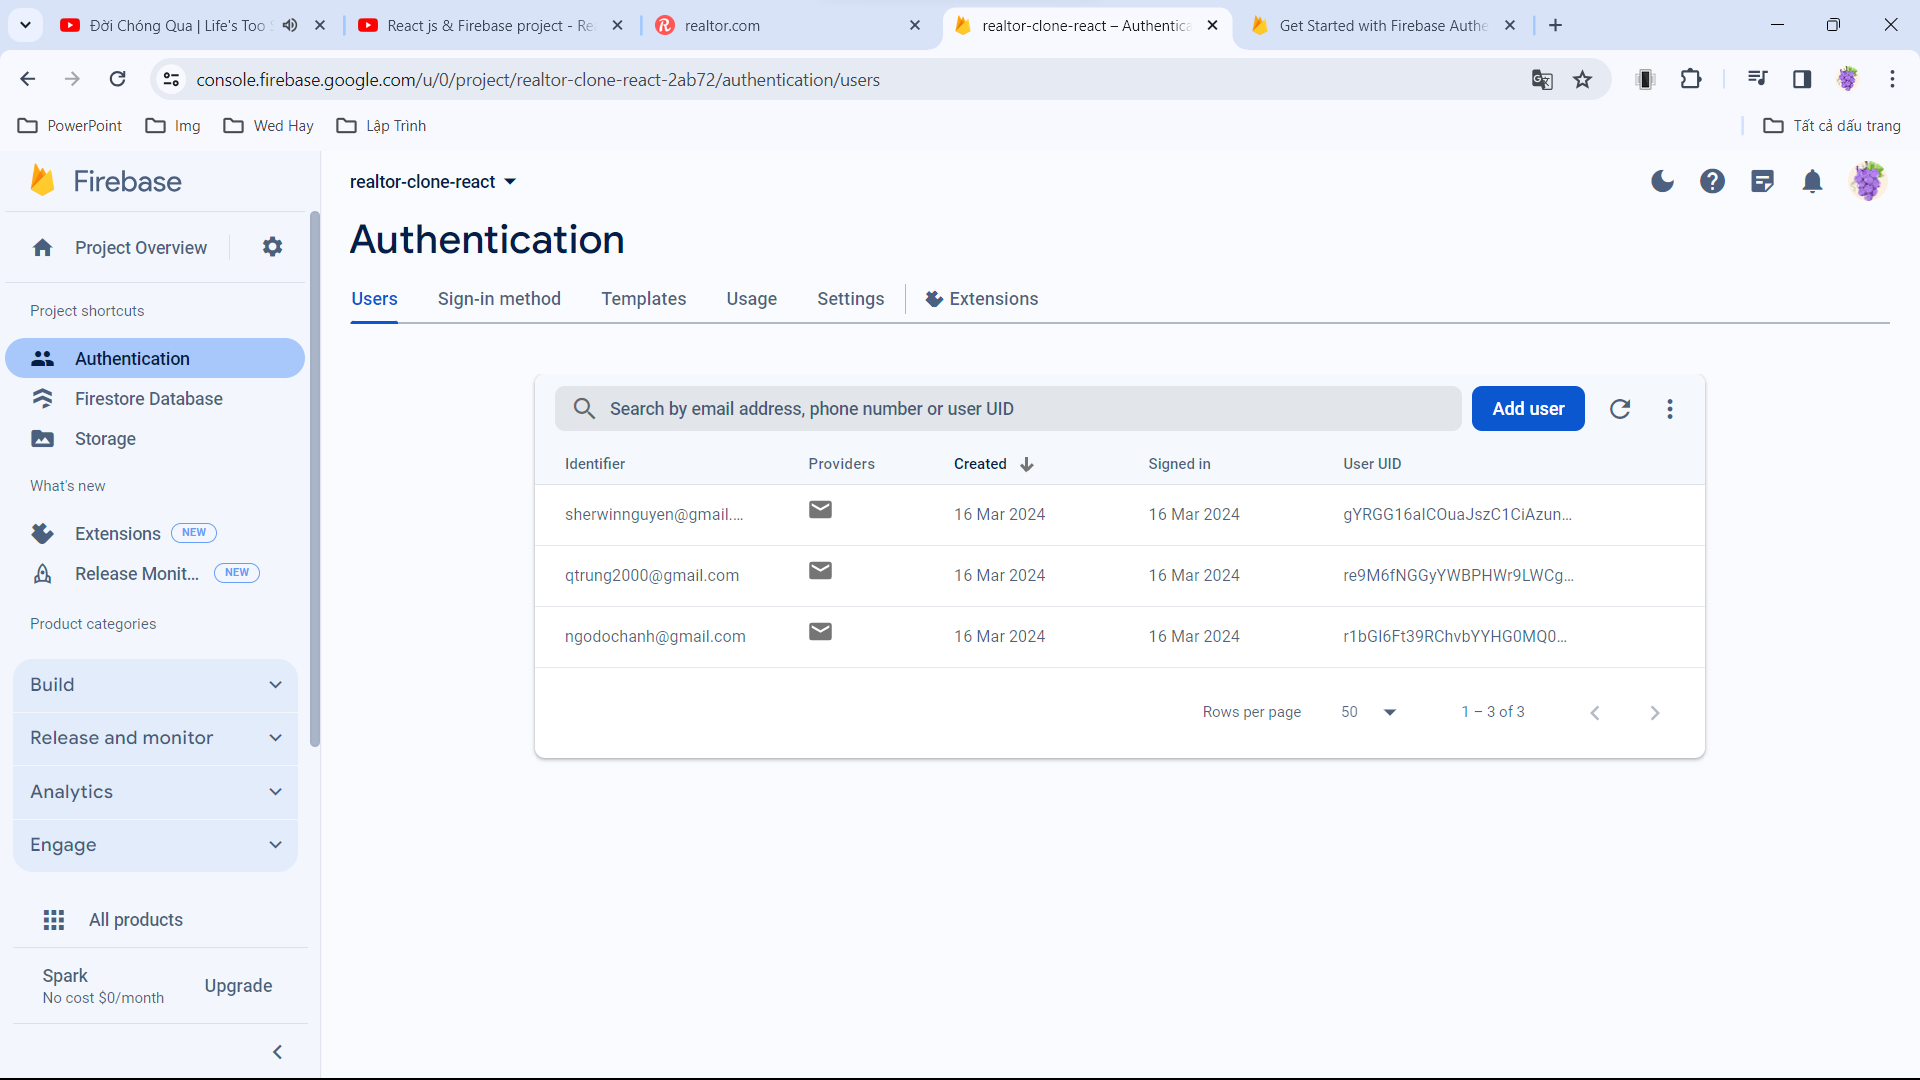 Đời Chóng Qua | Life's Too
React js & Firebase project - Re
realtor.com
realtor-clone-react – Authentica
Get Started with Firebase Authe
console.firebase.google.com/u/0/project/realtor-clone-react-2ab72/authentication/users
PowerPoint
Img
Wed Hay
Lập Trình
Tất cả dấu trang
Firebase
realtor-clone-react
Project Overview
Authentication
Users
Sign-in method
Templates
Usage
Settings
Extensions
Project shortcuts
Authentication
Firestore Database
Storage
What's new
Extensions NEW
Release Monit... NEW
Product categories
Build
Release and monitor
Analytics
Engage
All products
Spark
No cost $0/month
Upgrade
Search by email address, phone number or user UID
Add user
Identifier Providers Created Signed in User UID
sherwinnguyen@gmail.... 16 Mar 2024 16 Mar 2024 gYRGG16alCOuaJszC1CiAzun...
qtrung2000@gmail.com 16 Mar 2024 16 Mar 2024 re9M6fNGGyYWBPHWr9LWCg...
ngodochanh@gmail.com 16 Mar 2024 16 Mar 2024 r1bGl6Ft39RChvbYYHG0MQ0...
Rows per page 50 1 – 3 of 3